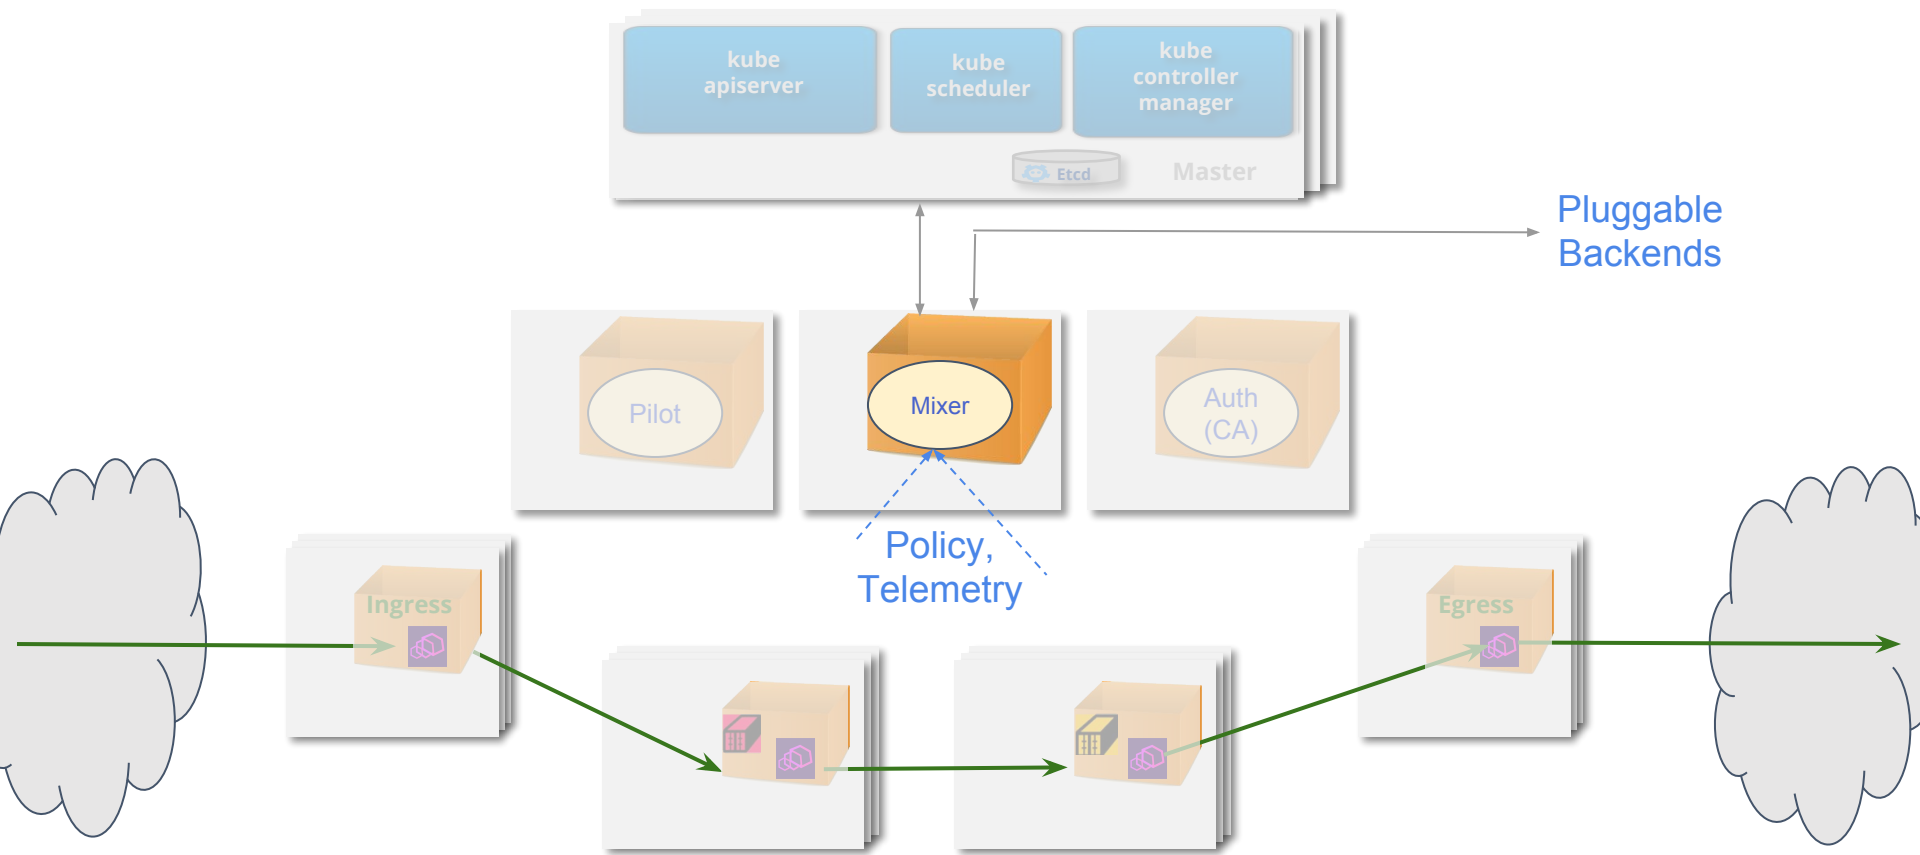 kube
apiserver
kube
scheduler
kube
controller
manager
Etcd
Master
Pluggable
Backends
Pilot
Mixer
Auth
(CA)
Policy,
Telemetry
Ingress
Egress